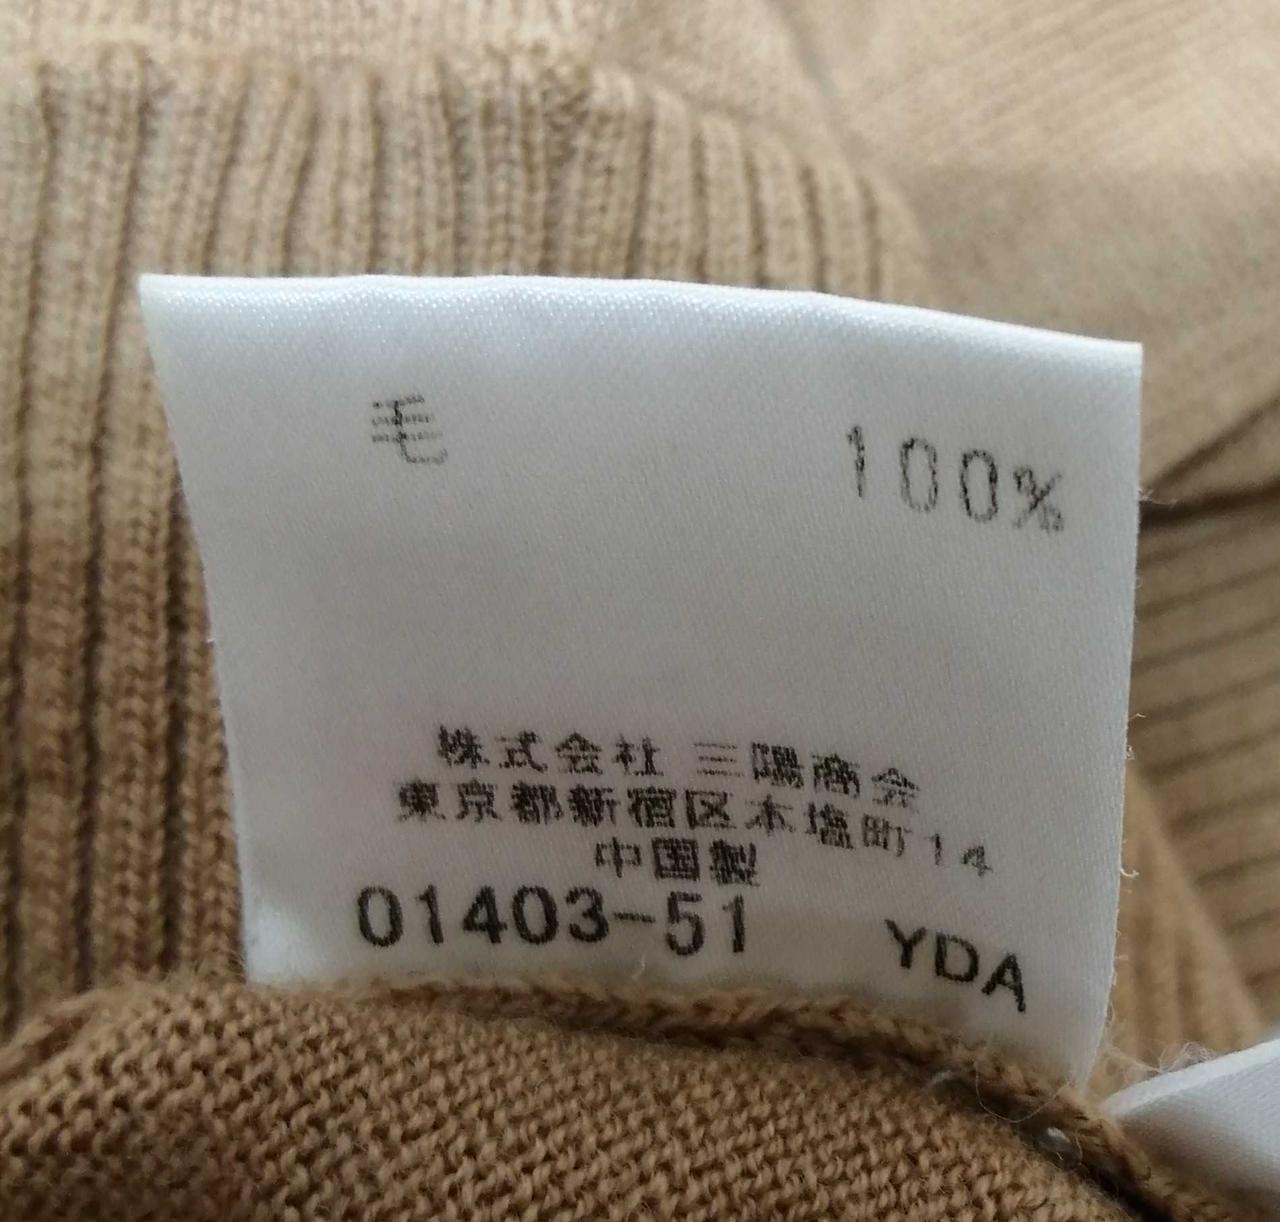 毛 100%
株式会社 三陽商会
東京都新宿区本塩町14
中国製
01403-51 YDA